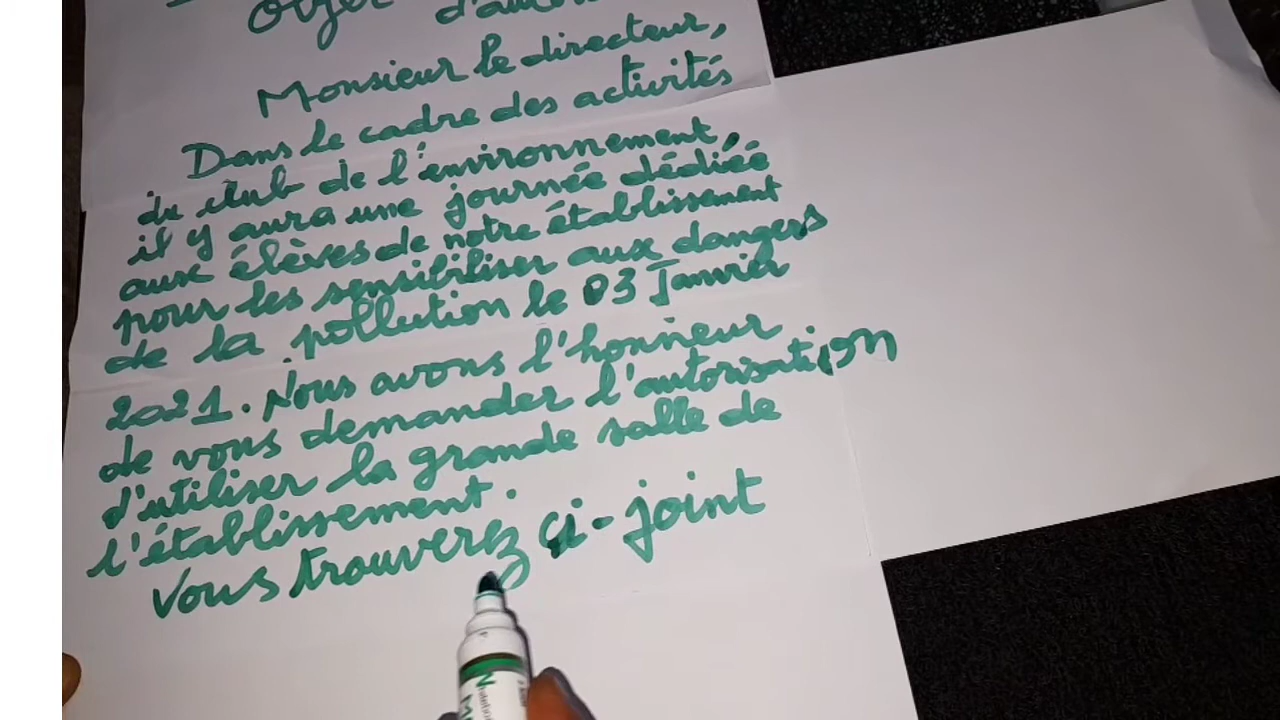 Objet d'autori
Monsieur le directeur,
Dans le cadre des activités
du club de l'environnement,
il y aura une journée dédiée
aux élèves de notre établissement
pour les sensibiliser aux dangers
de la pollution le 03 Janvier
2021. Nous avons l'honneur
de vous demander l'autorisation
d'utiliser la grande salle de
l'établissement.
Vous trouverez ci-joint